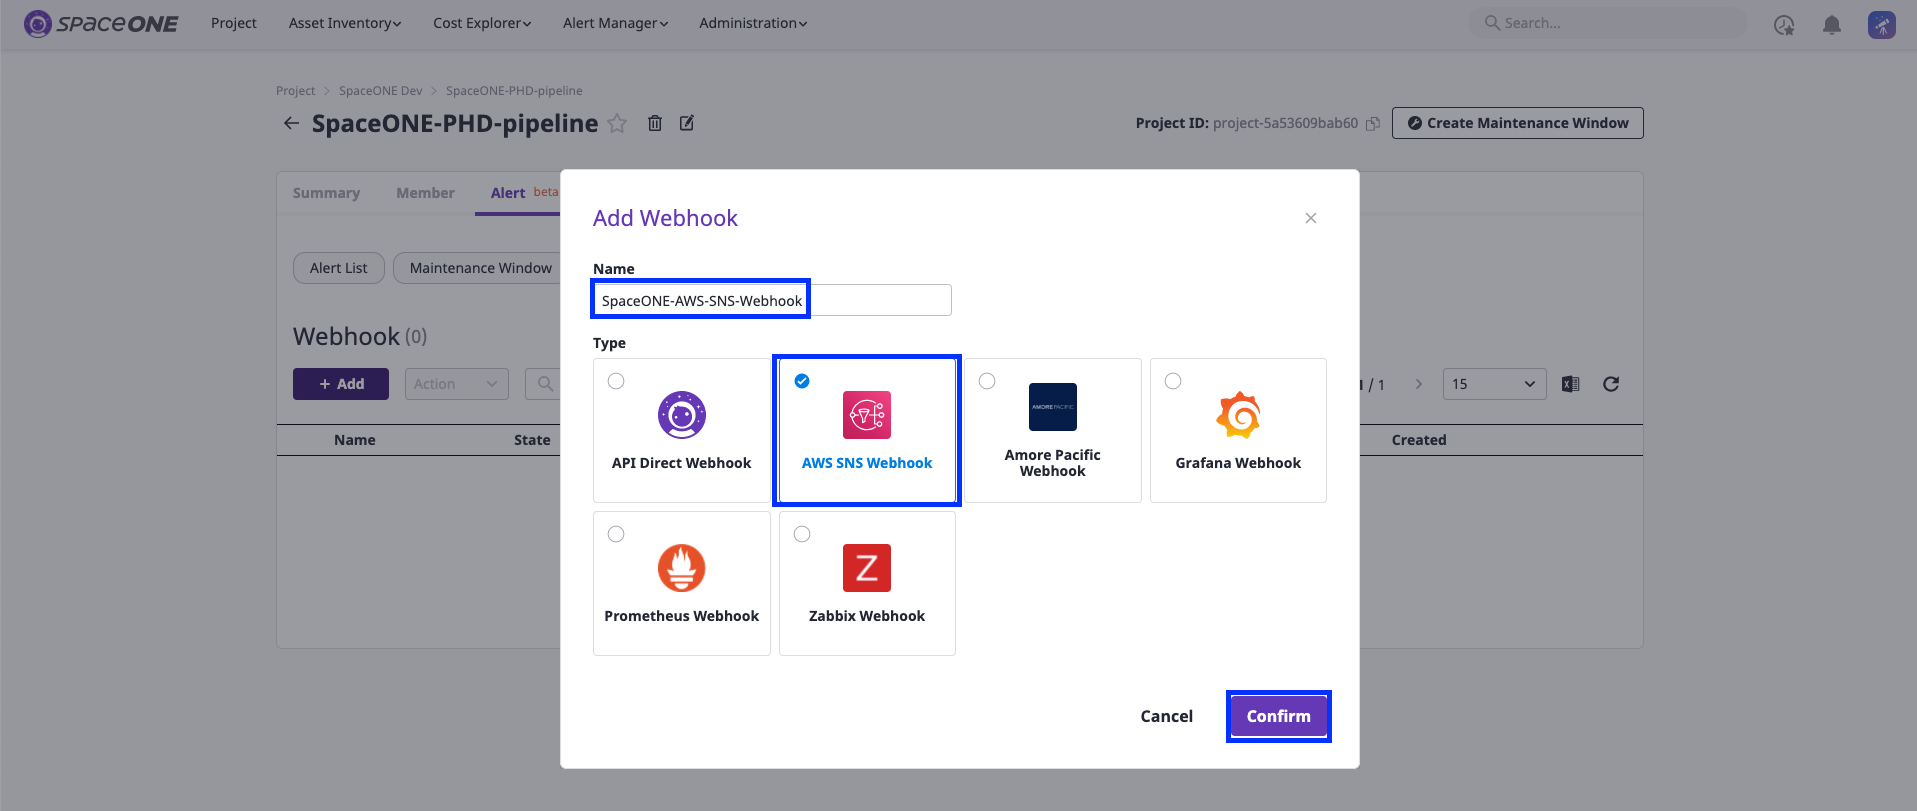 spaceONE Project Asset Inventory Cost Explorer Alert Manager Administration Search...
Project > SpaceONE Dev > SpaceONE-PHD-pipeline
SpaceONE-PHD-pipeline
Project ID: project-5a53609bab60 Create Maintenance Window
Summary Member Alert beta
Alert List Maintenance Window
Webhook (0)
+ Add Action / 1 15
Name State Created
Add Webhook
Name
SpaceONE-AWS-SNS-Webhook
Type
API Direct Webhook
AWS SNS Webhook
AMOREPACIFIC
Amore Pacific
Webhook
Grafana Webhook
Prometheus Webhook
Z
Zabbix Webhook
Cancel Confirm